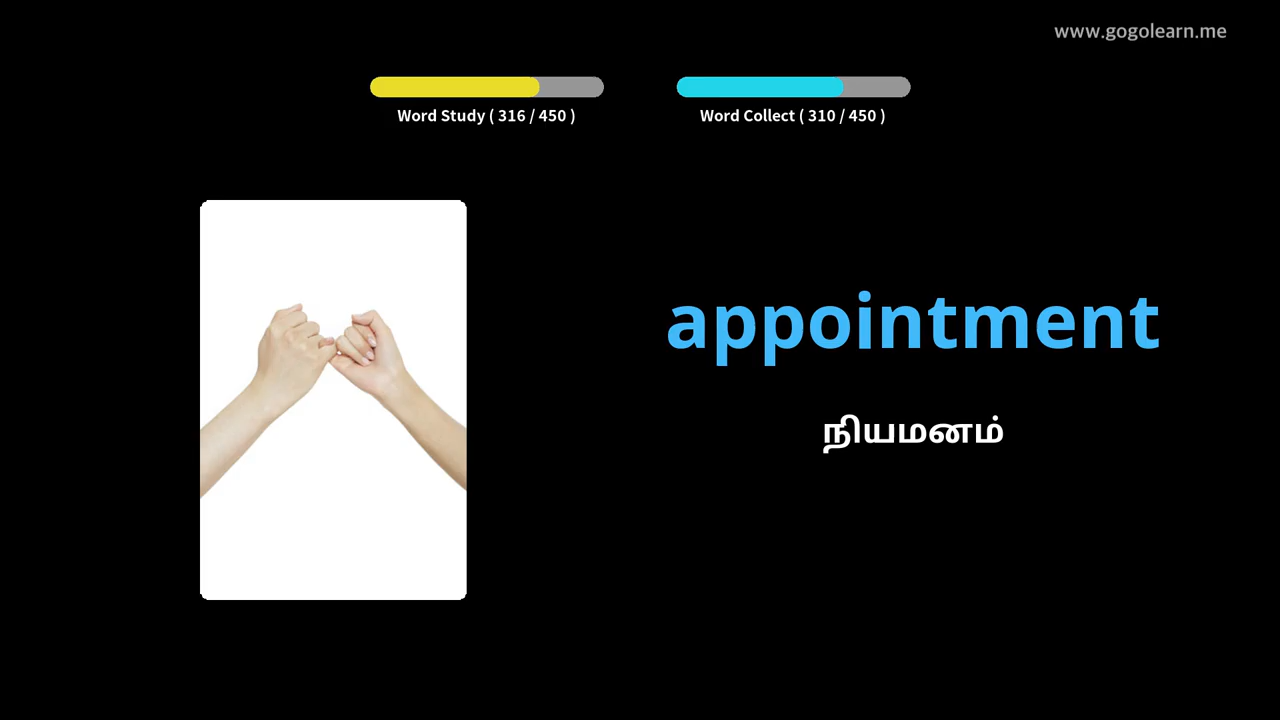 www.gogolearn.me
Word Study ( 316 / 450 )
Word Collect ( 310 / 450 )
appointment
நியமனம்